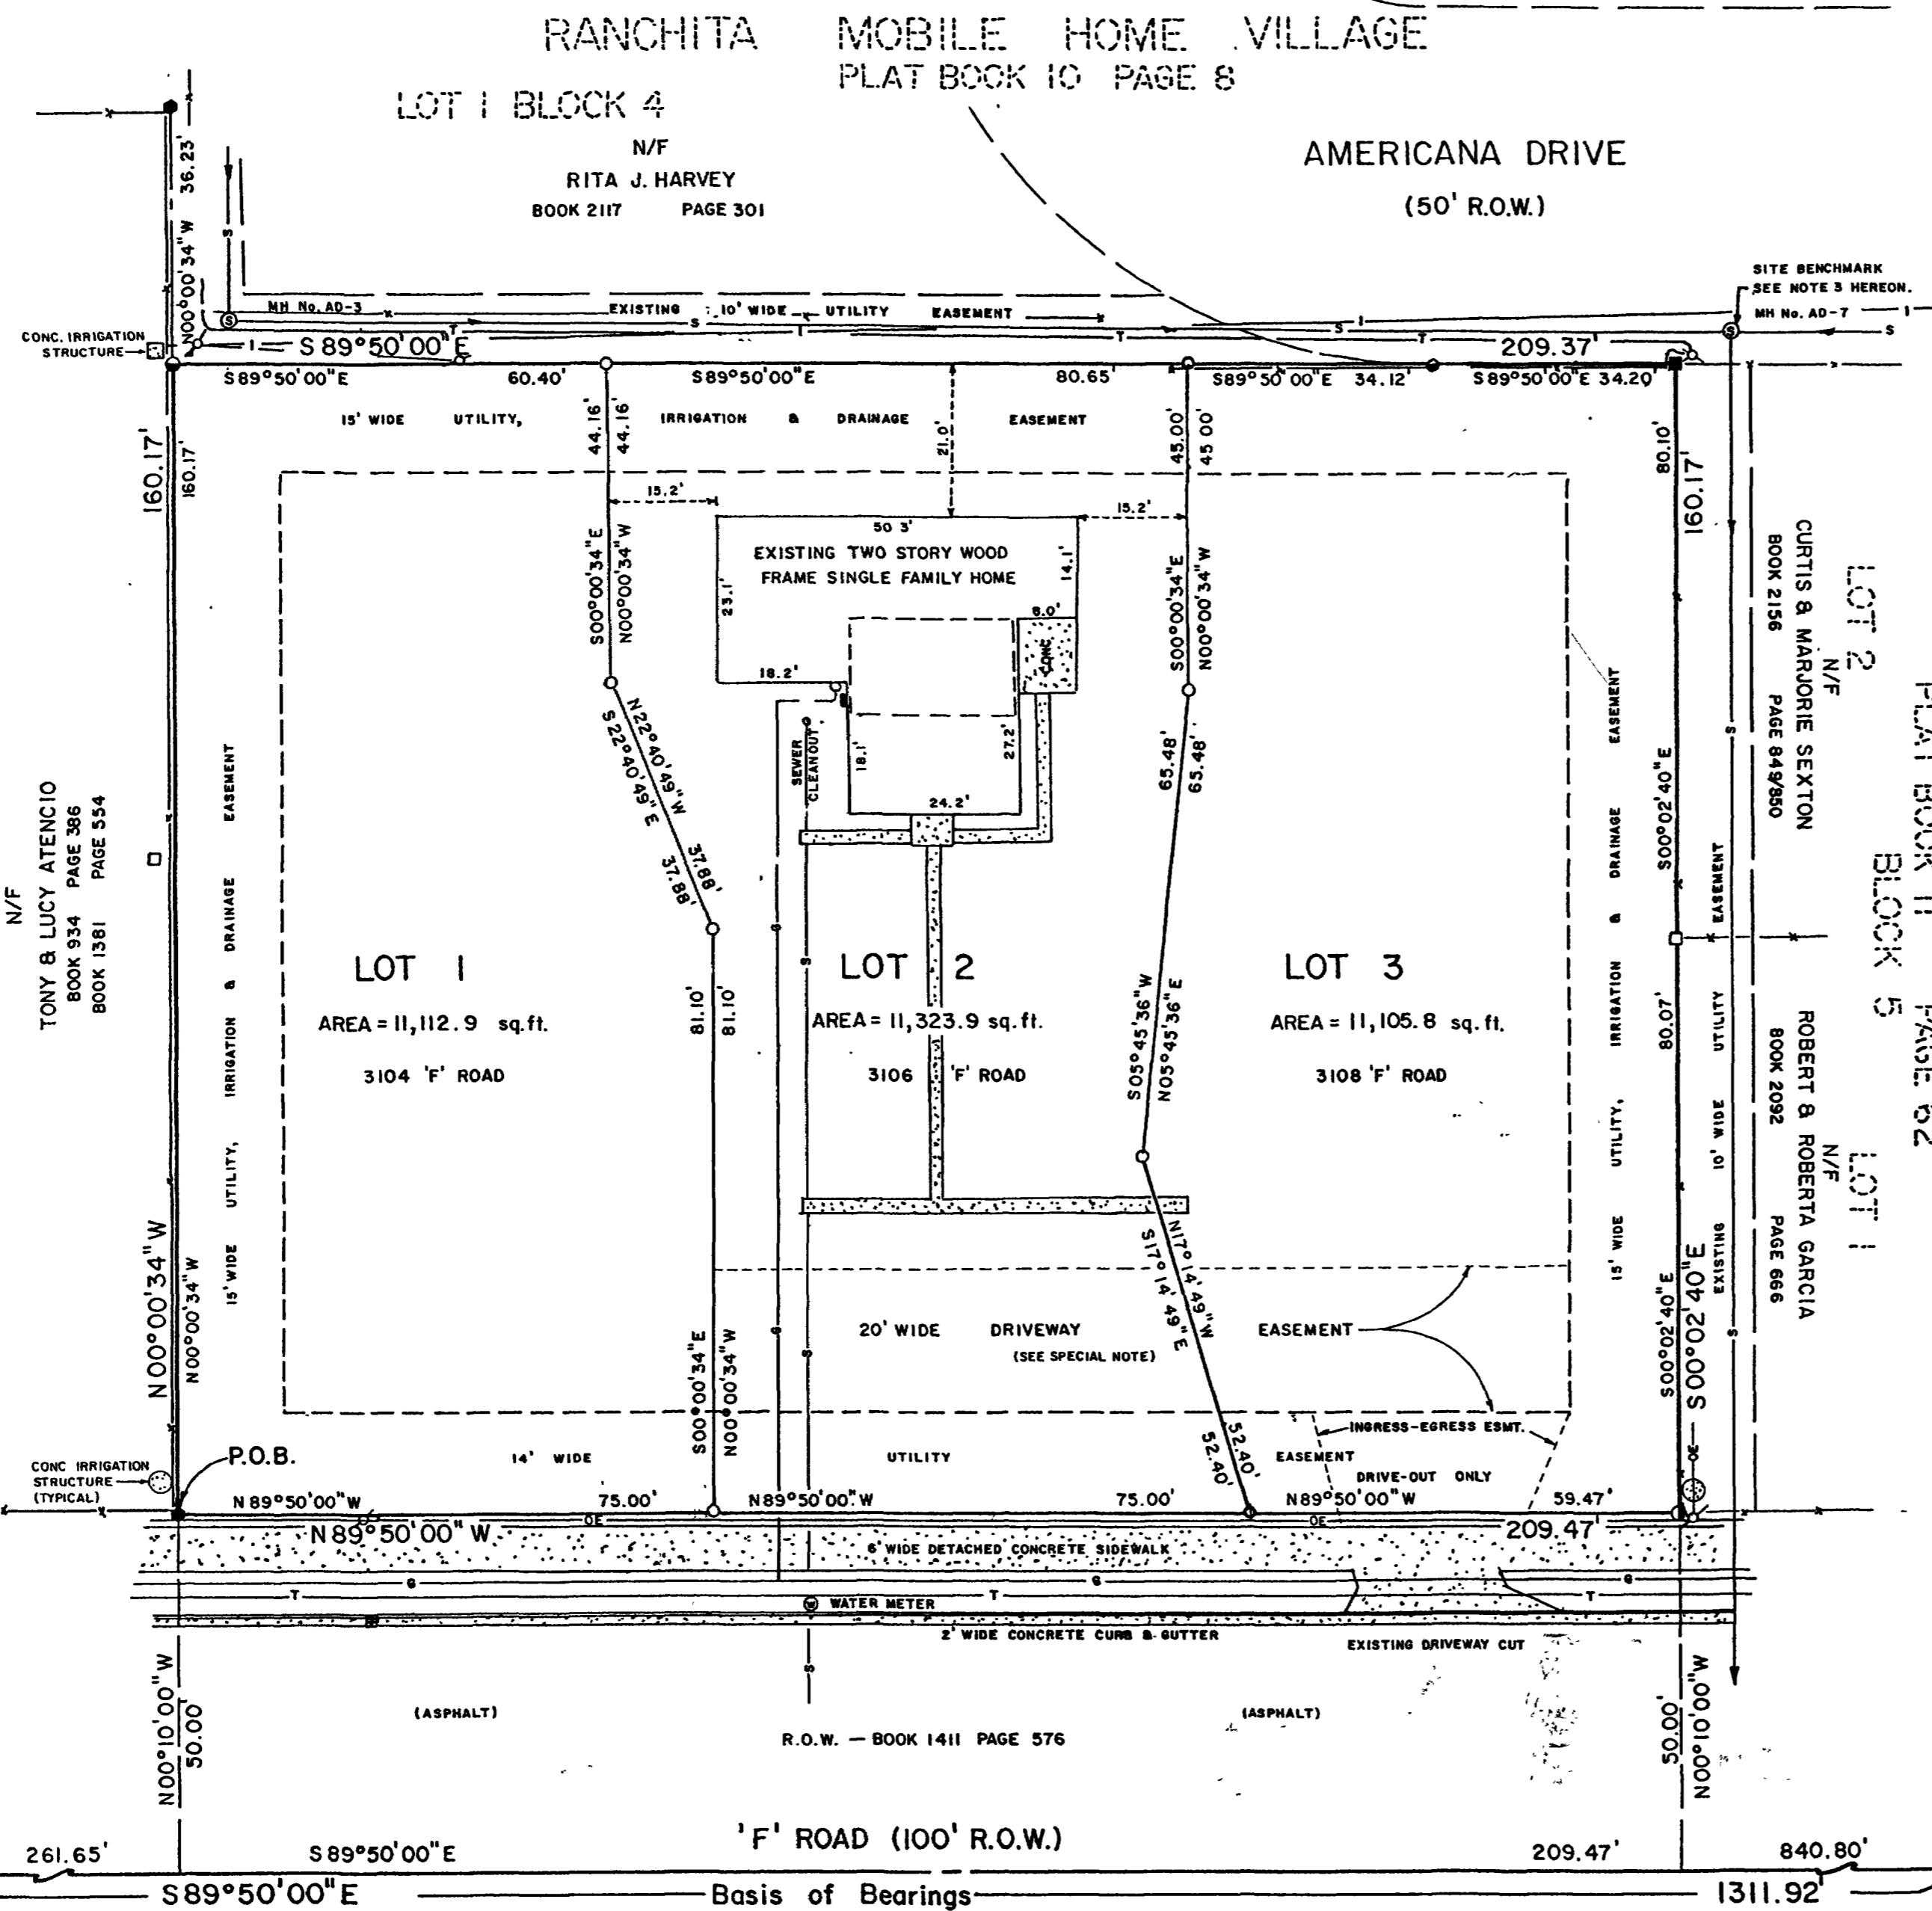 RANCHITA MOBILE HOME VILLAGE
PLAT BOOK 10 PAGE 8
LOT 1 BLOCK 4
N/F
RITA J. HARVEY
BOOK 2117 PAGE 301
AMERICANA DRIVE
(50' R.O.W.)
N00°00'34"W 36.23'
SITE BENCHMARK
SEE NOTE 3 HEREON.
MH No. AD-7
MH No. AD-3
EXISTING 10' WIDE UTILITY EASEMENT
CONC. IRRIGATION
STRUCTURE
S 89°50'00"E
209.37'
S89°50'00"E 60.40'
S89°50'00"E 80.65'
S89°50'00"E 34.12'
S89°50'00"E 34.20'
15' WIDE UTILITY, IRRIGATION & DRAINAGE EASEMENT
160.17'
160.17'
44.16'
44.16'
21.0'
45.00'
45 00'
80.10'
160.17'
15.2'
15.2'
50 3'
EXISTING TWO STORY WOOD
FRAME SINGLE FAMILY HOME
23.1'
14.1'
8.0'
CONC.
18.2'
18.1'
27.2'
24.2'
SEWER
CLEANOUT
S00°00'34"E
N00°00'34"W
S00°00'34"E
N00°00'34"W
N22°40'49"W
S22°40'49"E
37.88'
37.88'
65.48'
65.48'
S05°45'36"W
N05°45'36"E
81.10'
81.10'
N/F
TONY & LUCY ATENCIO
BOOK 934 PAGE 386
BOOK 1381 PAGE 554
15' WIDE UTILITY, IRRIGATION & DRAINAGE EASEMENT
LOT 1
AREA = 11,112.9 sq.ft.
3104 'F' ROAD
LOT 2
AREA = 11,323.9 sq.ft.
3106 'F' ROAD
LOT 3
AREA = 11,105.8 sq.ft.
3108 'F' ROAD
15' WIDE UTILITY, IRRIGATION & DRAINAGE EASEMENT
S00°02'40"E
80.07'
S00°02'40"E
S00°02'40"E
EXISTING 10' WIDE UTILITY EASEMENT
CURTIS & MARJORIE SEXTON
BOOK 2156 PAGE 849/850
N/F
LOT 2
BLOCK 5
ROBERT & ROBERTA GARCIA
BOOK 2092 PAGE 666
N/F
LOT 1
N00°00'34"W
N00°00'34"W
S00°00'34"E
N00°00'34"W
N17°14'49"W
S17°14'49"E
52.40'
52.40'
20' WIDE DRIVEWAY EASEMENT
(SEE SPECIAL NOTE)
INGRESS-EGRESS ESMT.
14' WIDE UTILITY EASEMENT
DRIVE-OUT ONLY
CONC IRRIGATION
STRUCTURE
(TYPICAL)
P.O.B.
N89°50'00"W 75.00'
N89°50'00"W 75.00'
N89°50'00"W 59.47'
N89°50'00"W
209.47'
OE
OE
OE
6' WIDE DETACHED CONCRETE SIDEWALK
WATER METER
2' WIDE CONCRETE CURB & GUTTER
EXISTING DRIVEWAY CUT
N00°10'00"W
50.00'
(ASPHALT)
(ASPHALT)
R.O.W. — BOOK 1411 PAGE 576
50.00'
N00°10'00"W
'F' ROAD (100' R.O.W.)
261.65'
S89°50'00"E
209.47'
840.80'
S89°50'00"E
Basis of Bearings
1311.92'